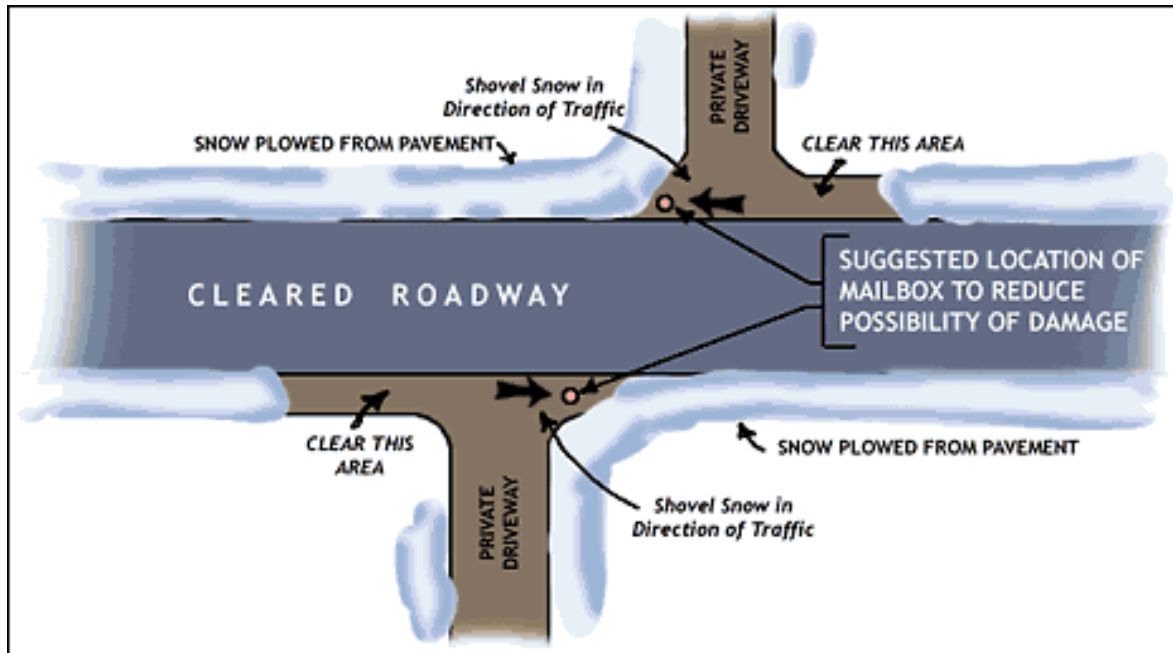 PRIVATE
DRIVEWAY
Shovel Snow in
Direction of Traffic
SNOW PLOWED FROM PAVEMENT
CLEAR THIS AREA
CLEARED ROADWAY
SUGGESTED LOCATION OF
MAILBOX TO REDUCE
POSSIBILITY OF DAMAGE
CLEAR THIS
AREA
SNOW PLOWED FROM PAVEMENT
PRIVATE
DRIVEWAY
Shovel Snow in
Direction of Traffic